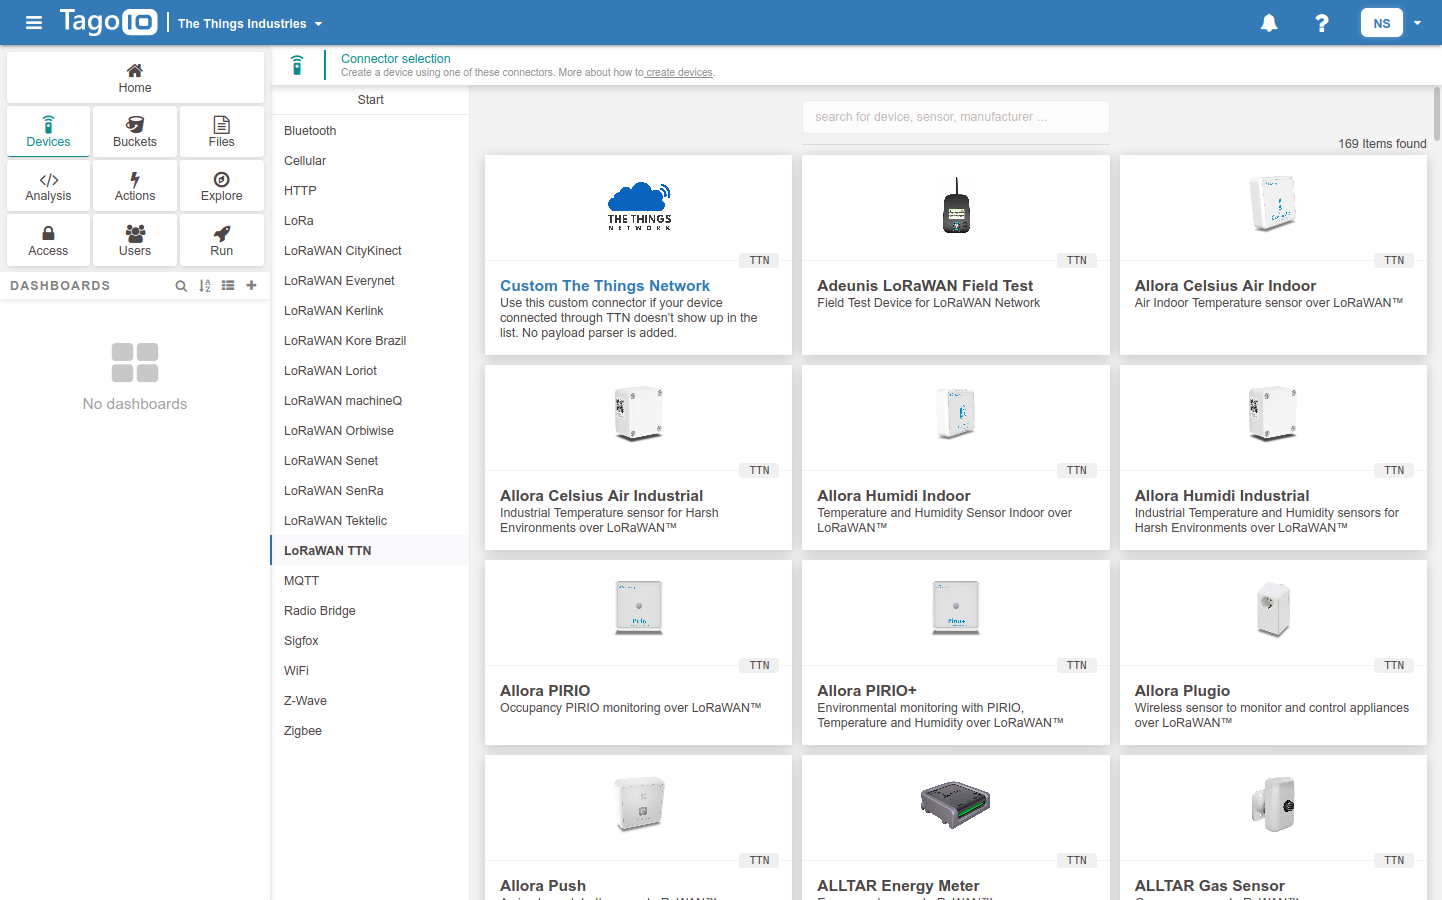 TagoIO
The Things Industries
?
NS
Home
Devices
Buckets
Files
Analysis
Actions
Explore
Access
Users
Run
DASHBOARDS
No dashboards
Connector selection
Create a device using one of these connectors. More about how to create devices.
Start
Bluetooth
Cellular
HTTP
LoRa
LoRaWAN CityKinect
LoRaWAN Everynet
LoRaWAN Kerlink
LoRaWAN Kore Brazil
LoRaWAN Loriot
LoRaWAN machineQ
LoRaWAN Orbiwise
LoRaWAN Senet
LoRaWAN SenRa
LoRaWAN Tektelic
LoRaWAN TTN
MQTT
Radio Bridge
Sigfox
WiFi
Z-Wave
Zigbee
search for device, sensor, manufacturer ...
169 Items found
THE THINGS
NETWORK
TTN
Custom The Things Network
Use this custom connector if your device
connected through TTN doesn't show up in the
list. No payload parser is added.
TTN
Adeunis LoRaWAN Field Test
Field Test Device for LoRaWAN Network
TTN
Allora Celsius Air Indoor
Air Indoor Temperature sensor over LoRaWAN™
TTN
Allora Celsius Air Industrial
Industrial Temperature sensor for Harsh
Environments over LoRaWAN™
TTN
Allora Humidi Indoor
Temperature and Humidity Sensor Indoor over
LoRaWAN™
TTN
Allora Humidi Industrial
Industrial Temperature and Humidity sensors for
Harsh Environments over LoRaWAN™
TTN
Allora PIRIO
Occupancy PIRIO monitoring over LoRaWAN™
TTN
Allora PIRIO+
Environmental monitoring with PIRIO,
Temperature and Humidity over LoRaWAN™
TTN
Allora Plugio
Wireless sensor to monitor and control appliances
over LoRaWAN™
TTN
Allora Push
TTN
ALLTAR Energy Meter
TTN
ALLTAR Gas Sensor